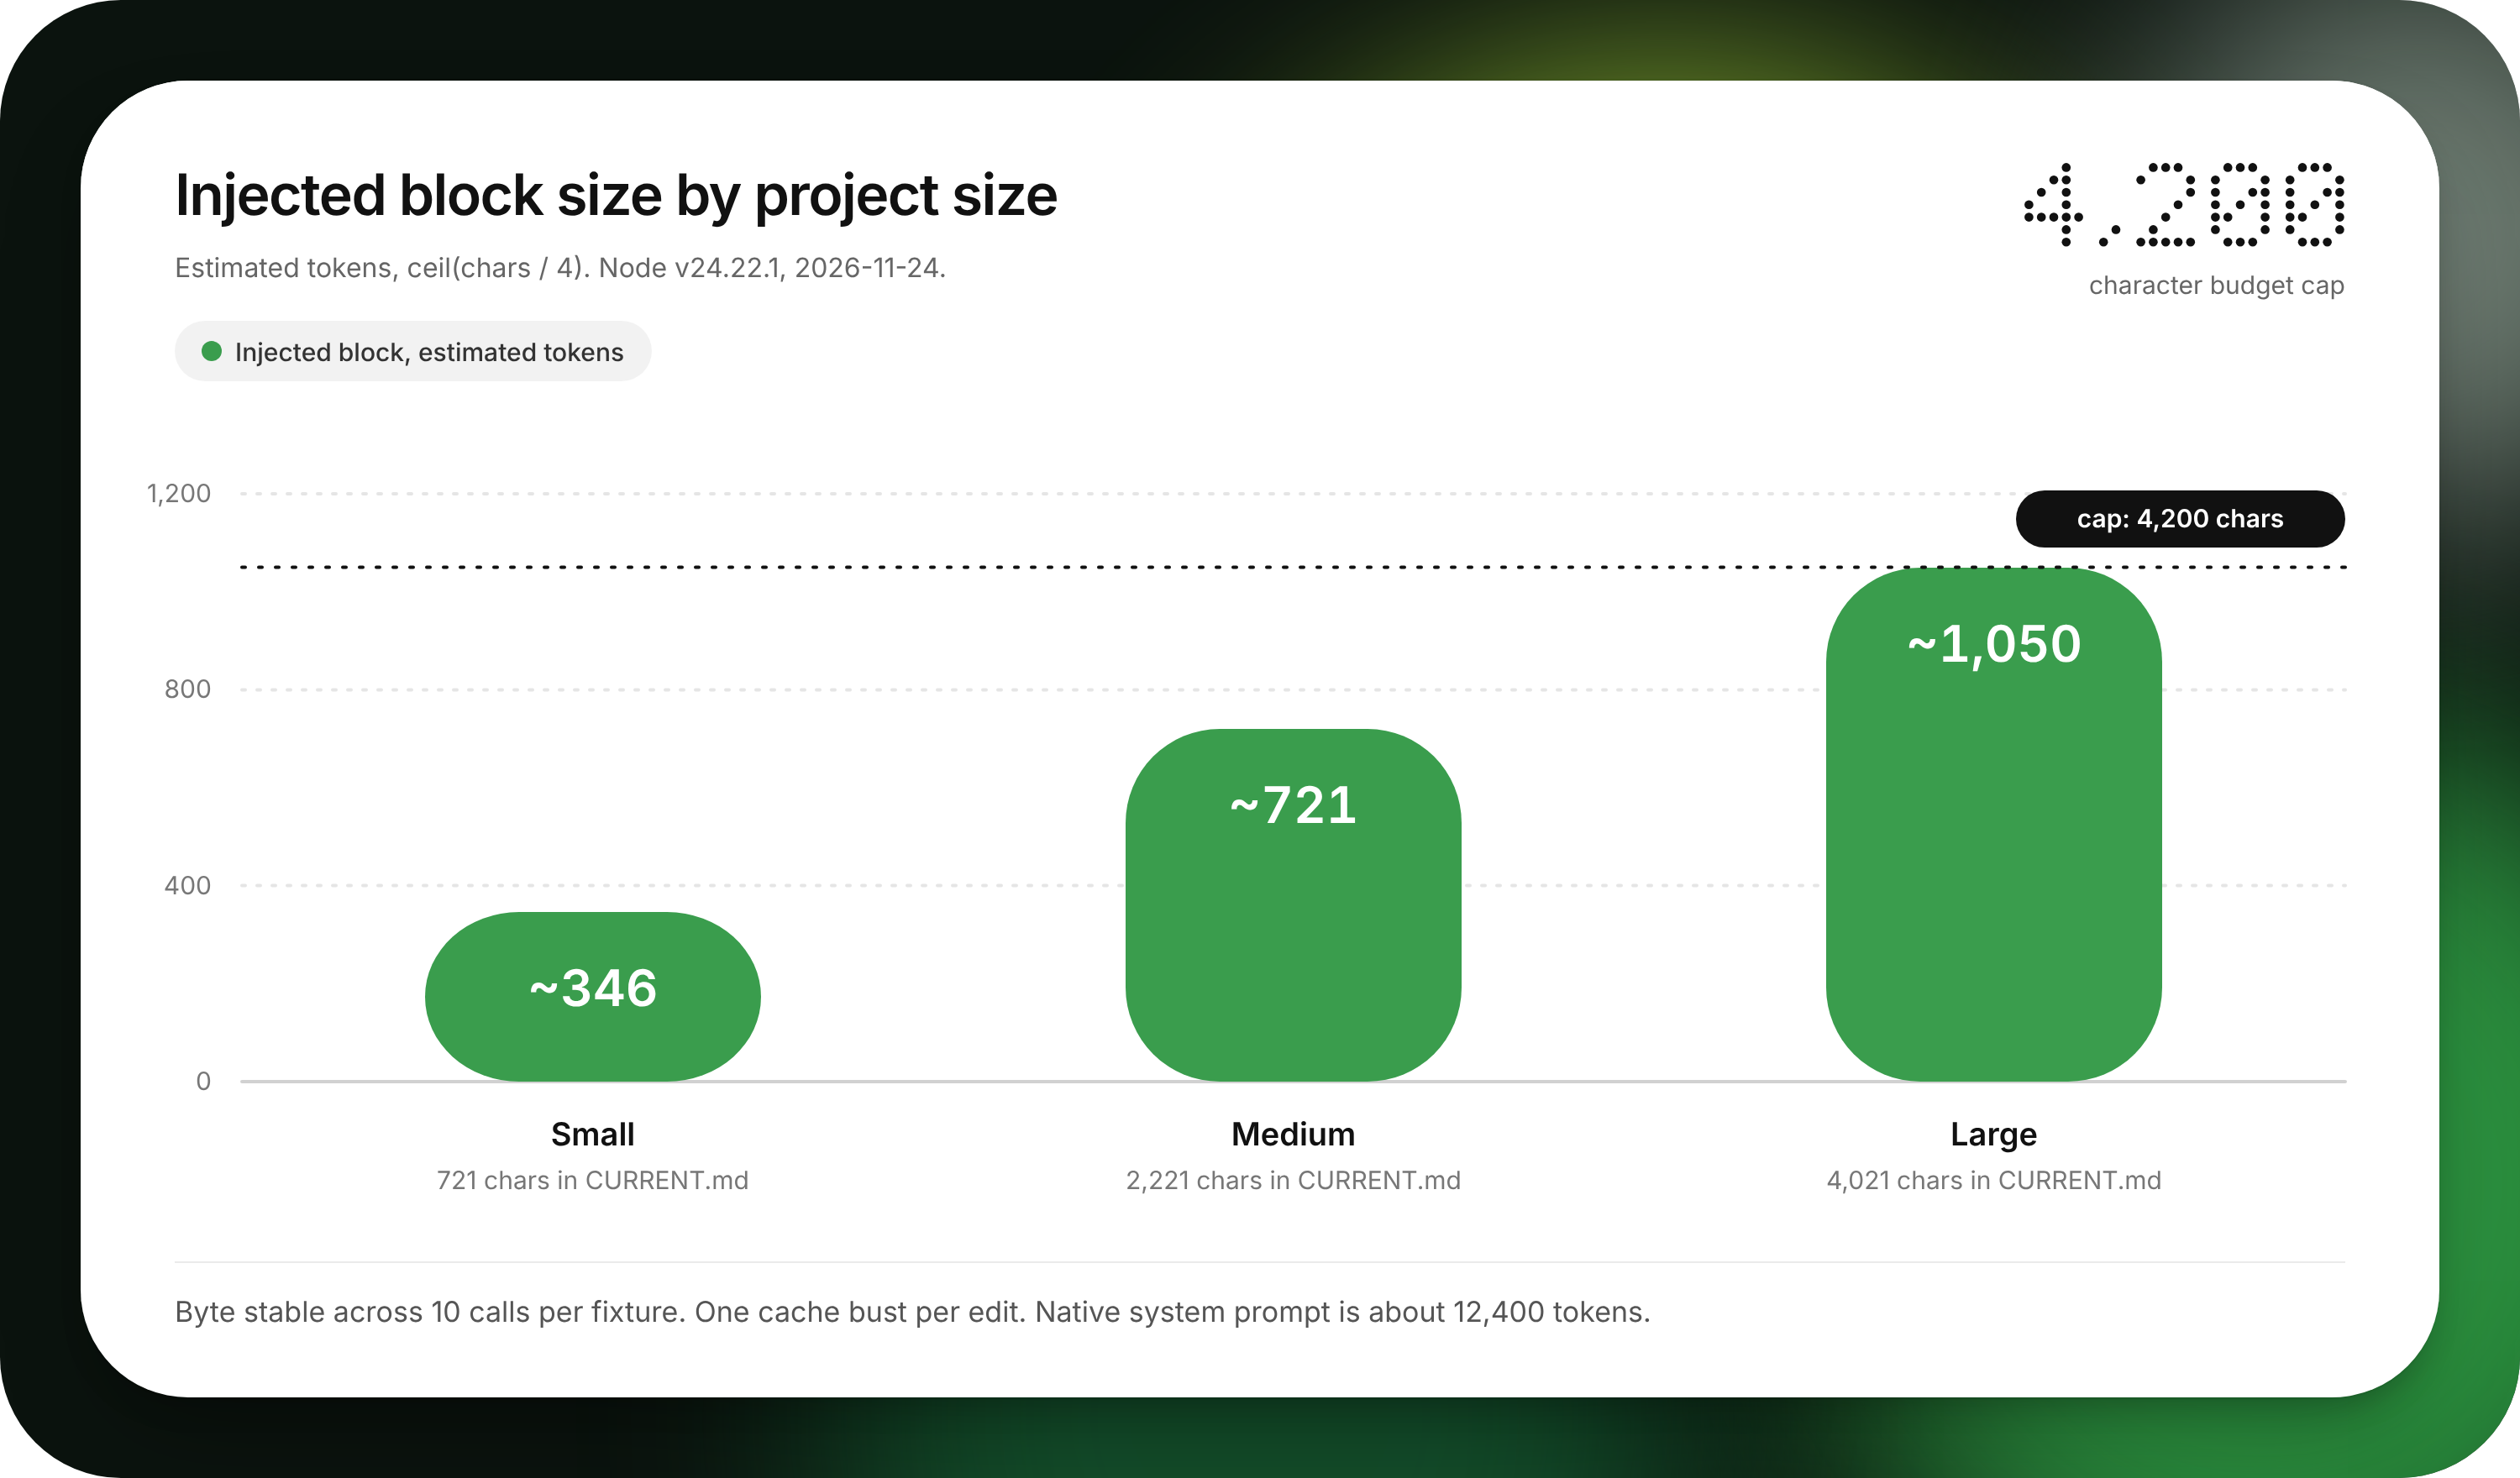 Injected block size by project size
4,200
Estimated tokens, ceil(chars / 4). Node v24.22.1, 2026-11-24.
character budget cap
Injected block, estimated tokens
1,200
cap: 4,200 chars
~1,050
800
~721
400
~346
0
Small
Medium
Large
721 chars in CURRENT.md
2,221 chars in CURRENT.md
4,021 chars in CURRENT.md
Byte stable across 10 calls per fixture. One cache bust per edit. Native system prompt is about 12,400 tokens.